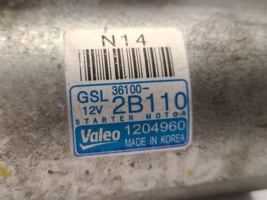 N14
GSL 36100-
12V 2B110
STARTER MOTOR
Valeo 1204960
MADE IN KOREA